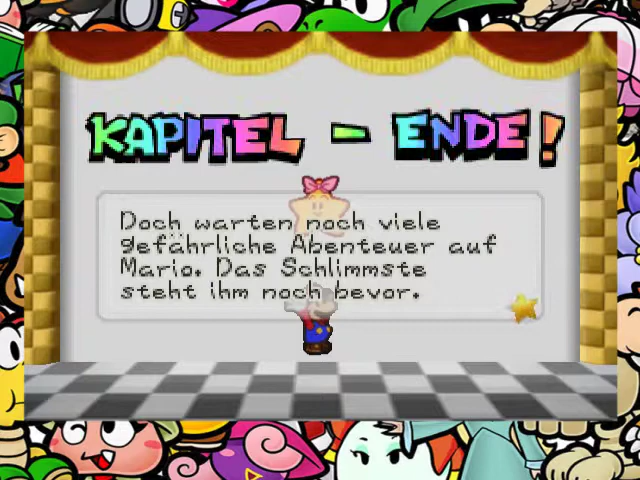 KAPITEL - ENDE!
Doch warten noch viele
gefährliche Abenteuer auf
Mario. Das Schlimmste
steht ihm noch bevor.